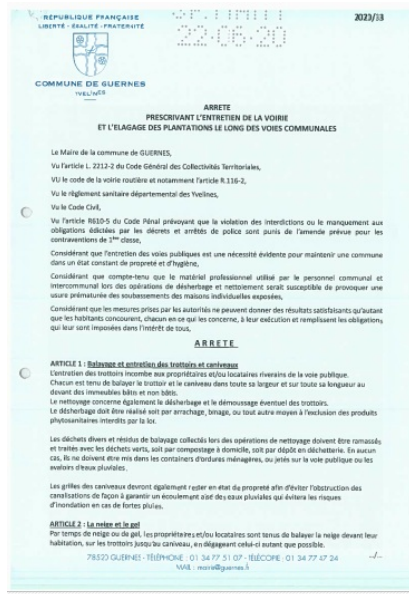 RÉPUBLIQUE FRANÇAISE
LIBERTÉ - ÉGALITÉ - FRATERNITÉ
22-06-20
COMMUNE DE GUERNES
YVELINES
ARRETE
PRESCRIVANT L'ENTRETIEN DE LA VOIRIE
ET L'ELAGAGE DES PLANTATIONS LE LONG DES VOIES COMMUNALES
Le Maire de la commune de GUERNES,
Vu l'article L. 2212-2 du Code Général des Collectivités Territoriales,
VU le code de la voirie routière et notamment l'article R.116-2,
Vu le règlement sanitaire départemental des Yvelines,
Vu le Code Civil,
Vu l'article R610-5 du Code Pénal prévoyant que la violation des interdictions ou le manquement aux
obligations édictées par les décrets et arrêtés de police sont punis de l'amende prévue pour les
contraventions de 1ère classe,
Considérant que l'entretien des voies publiques est une nécessité évidente pour maintenir une commune
dans un état constant de propreté et d'hygiène,
Considérant que compte-tenu que le matériel professionnel utilisé par le personnel communal et
intercommunal lors des opérations de désherbage et nettoiement serait susceptible de provoquer une
usure prématurée des soubassements des maisons individuelles exposées,
Considérant que les mesures prises par les autorités ne peuvent donner des résultats satisfaisants qu'autant
que les habitants concourent, chacun en ce qui les concerne, à leur exécution et remplissent les obligations
qui leur sont imposées dans l'intérêt de tous,
A R R E T E
ARTICLE 1 : Balayage et entretien des trottoirs et caniveaux
L'entretien des trottoirs incombe aux propriétaires et/ou locataires riverains de la voie publique.
Chacun est tenu de balayer le trottoir et le caniveau dans toute sa largeur et sur toute sa longueur au
devant des immeubles bâtis et non bâtis.
Le nettoyage concerne également le désherbage et le démoussage éventuel des trottoirs.
Le désherbage doit être réalisé soit par arrachage, binage, ou tout autre moyen à l'exclusion des produits
phytosanitaires interdits par la loi.
Les déchets divers et résidus de balayage collectés lors des opérations de nettoyage doivent être ramassés
et traités avec les déchets verts, soit par compostage à domicile, soit par dépôt en déchetterie. En aucun
cas, ils ne doivent être mis dans les containers d'ordures ménagères, ou jetés sur la voie publique ou les
avaloirs d'eaux pluviales.
Les grilles des caniveaux devront également rester en état de propreté afin d'éviter l'obstruction des
canalisations de façon à garantir un écoulement aisé des eaux pluviales qui évitera les risques
d'inondation en cas de fortes pluies.
ARTICLE 2 : La neige et le gel
Par temps de neige ou de gel, les propriétaires et/ou locataires sont tenus de balayer la neige devant leur
habitation, sur les trottoirs jusqu'au caniveau, en dégageant celui-ci autant que possible.
78520 GUERNES - TÉLÉPHONE : 01 34 77 51 07 - TÉLÉCOPIE : 01 34 77 47 24
MAIL : mairie@guernes.fr
../..